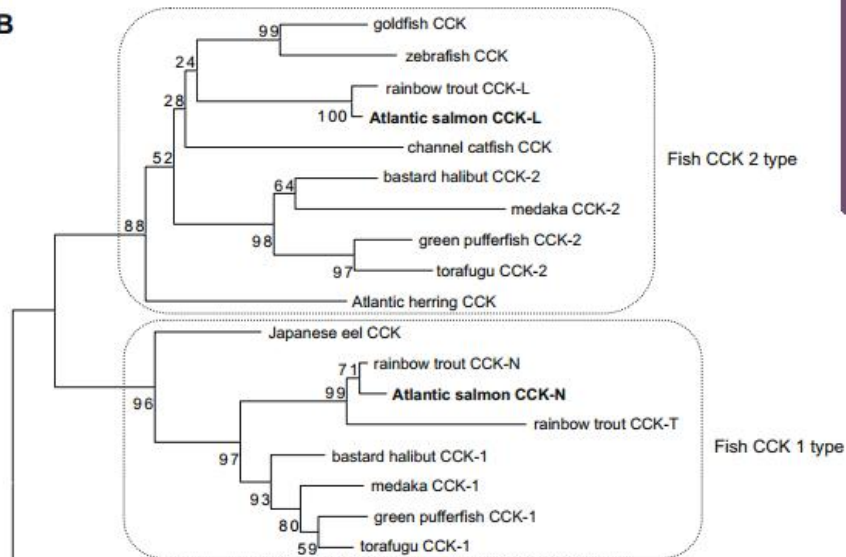 B
99 goldfish CCK
zebrafish CCK
24
rainbow trout CCK-L
28
100 Atlantic salmon CCK-L
channel catfish CCK
52
Fish CCK 2 type
64 bastard halibut CCK-2
medaka CCK-2
88
98
green pufferfish CCK-2
97 torafugu CCK-2
Atlantic herring CCK
Japanese eel CCK
71 rainbow trout CCK-N
99 Atlantic salmon CCK-N
96
rainbow trout CCK-T
Fish CCK 1 type
97 bastard halibut CCK-1
medaka CCK-1
93
green pufferfish CCK-1
80
59 torafugu CCK-1